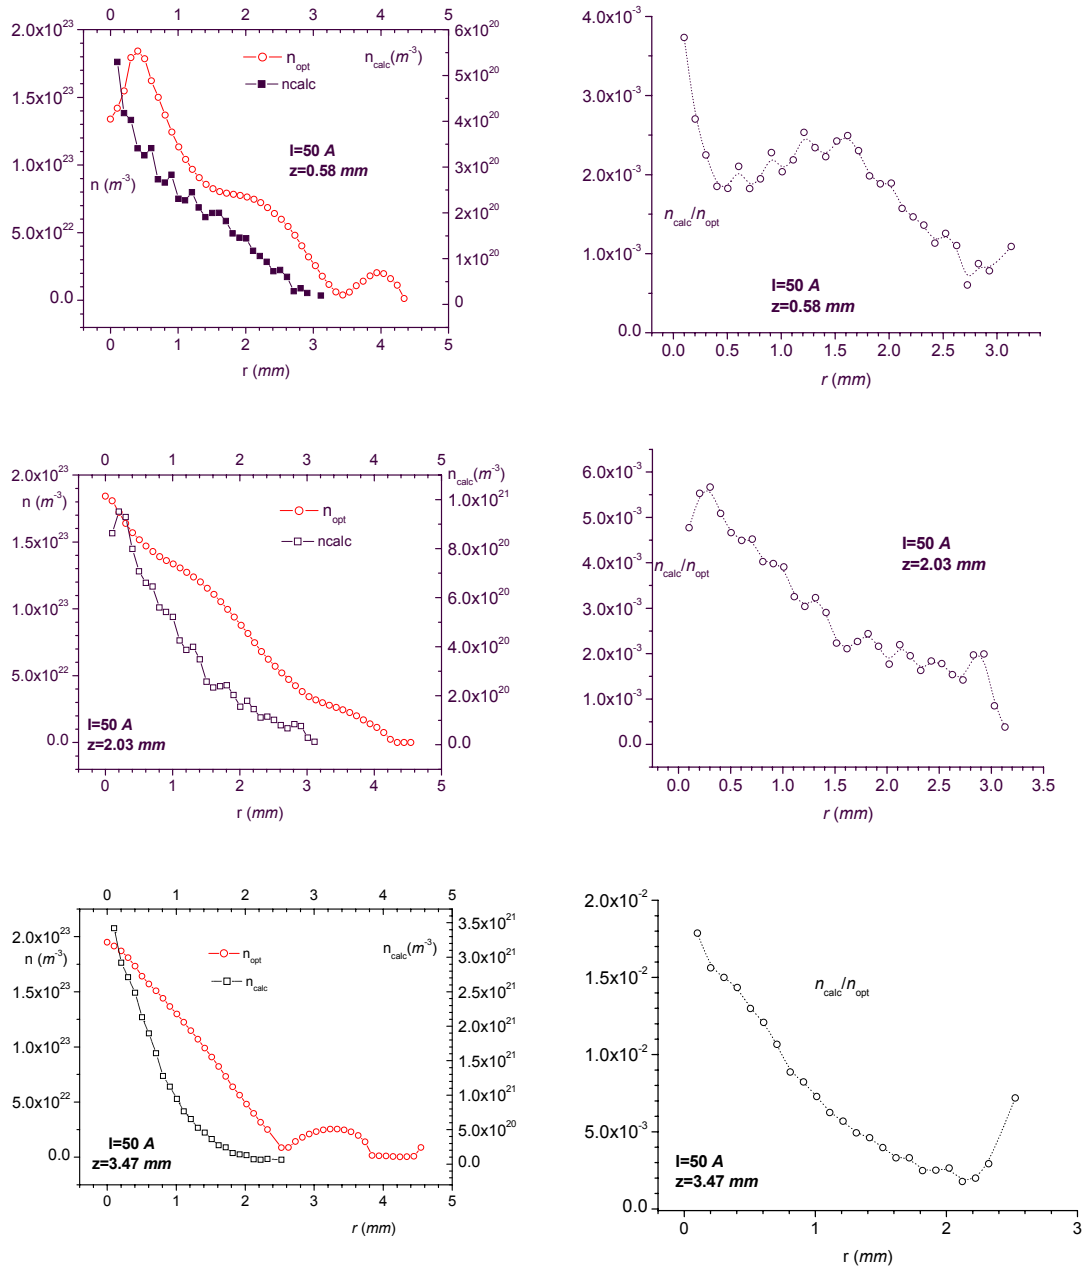 0 1 2 3 4 5
2.0x10^23
1.5x10^23
1.0x10^23
n (m^-3)
5.0x10^22
0.0
n_opt
ncalc
n_calc(m^-3)
6x10^20
5x10^20
4x10^20
3x10^20
2x10^20
1x10^20
0
I=50 A
z=0.58 mm
0 1 2 3 4 5
r (mm)
4.0x10^-3
3.0x10^-3
2.0x10^-3
n_calc/n_opt
1.0x10^-3
0.0
I=50 A
z=0.58 mm
0.0 0.5 1.0 1.5 2.0 2.5 3.0
r (mm)
0 1 2 3 4 5
2.0x10^23
n (m^-3)
1.5x10^23
1.0x10^23
5.0x10^22
0.0
n_opt
ncalc
n_calc(m^-3)
1.0x10^21
8.0x10^20
6.0x10^20
4.0x10^20
2.0x10^20
0.0
I=50 A
z=2.03 mm
0 1 2 3 4 5
r (mm)
6.0x10^-3
5.0x10^-3
4.0x10^-3
n_calc/n_opt
3.0x10^-3
2.0x10^-3
1.0x10^-3
0.0
I=50 A
z=2.03 mm
0.0 0.5 1.0 1.5 2.0 2.5 3.0 3.5
r (mm)
0 1 2 3 4 5
2.0x10^23
n (m^-3)
1.5x10^23
1.0x10^23
5.0x10^22
0.0
n_opt
n_calc
n_calc(m^-3)
3.5x10^21
3.0x10^21
2.5x10^21
2.0x10^21
1.5x10^21
1.0x10^21
5.0x10^20
0.0
I=50 A
z=3.47 mm
0 1 2 3 4 5
r (mm)
2.0x10^-2
1.5x10^-2
1.0x10^-2
5.0x10^-3
0.0
n_calc/n_opt
I=50 A
z=3.47 mm
0 1 2 3
r (mm)